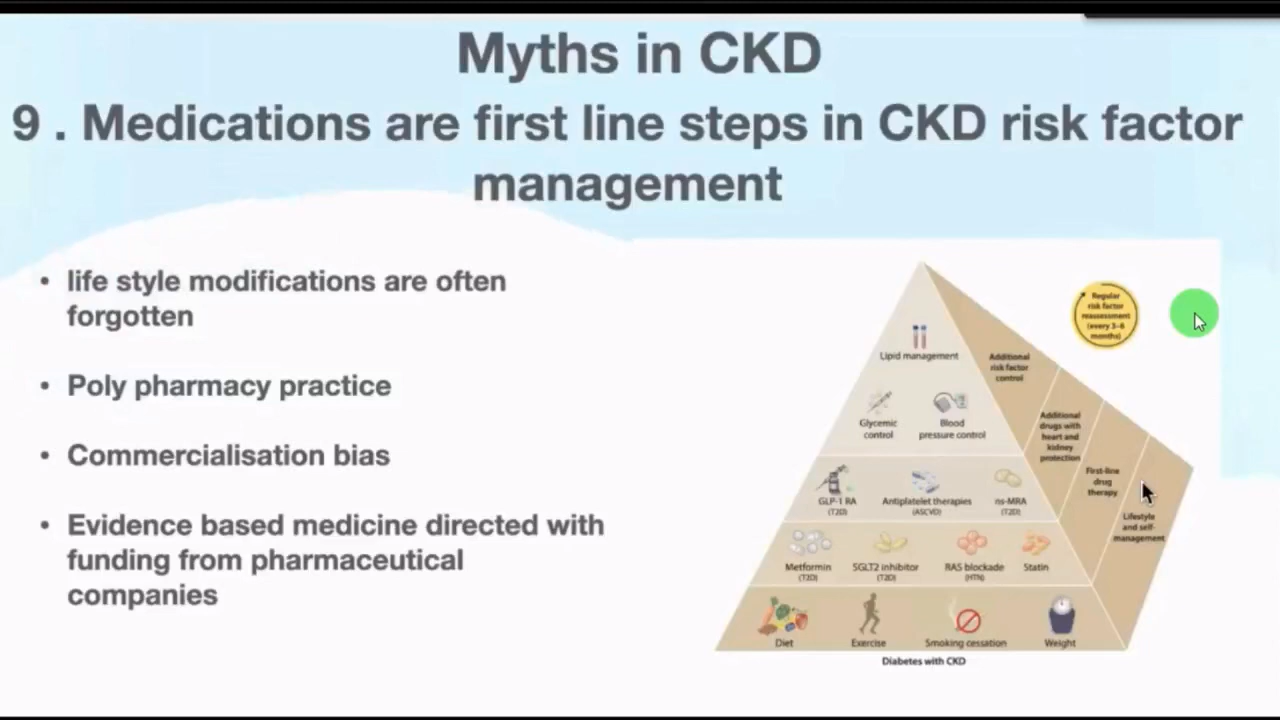 Myths in CKD
9 . Medications are first line steps in CKD risk factor
management
• life style modifications are often
forgotten
• Poly pharmacy practice
• Commercialisation bias
• Evidence based medicine directed with
funding from pharmaceutical
companies
Regular
risk factor
reassessment
(every 3–6
months)
Lipid management
Additional
risk factor
control
Glycemic
control
Blood
pressure control
Additional
drugs with
heart and
kidney
protection
GLP-1 RA
(T2D)
Antiplatelet therapies
(ASCVD)
ns-MRA
(T2D)
First-line
drug
therapy
Metformin
(T2D)
SGLT2 inhibitor
(T2D)
RAS blockade
(HTN)
Statin
Lifestyle
and self-
management
Diet
Exercise
Smoking cessation
Weight
Diabetes with CKD